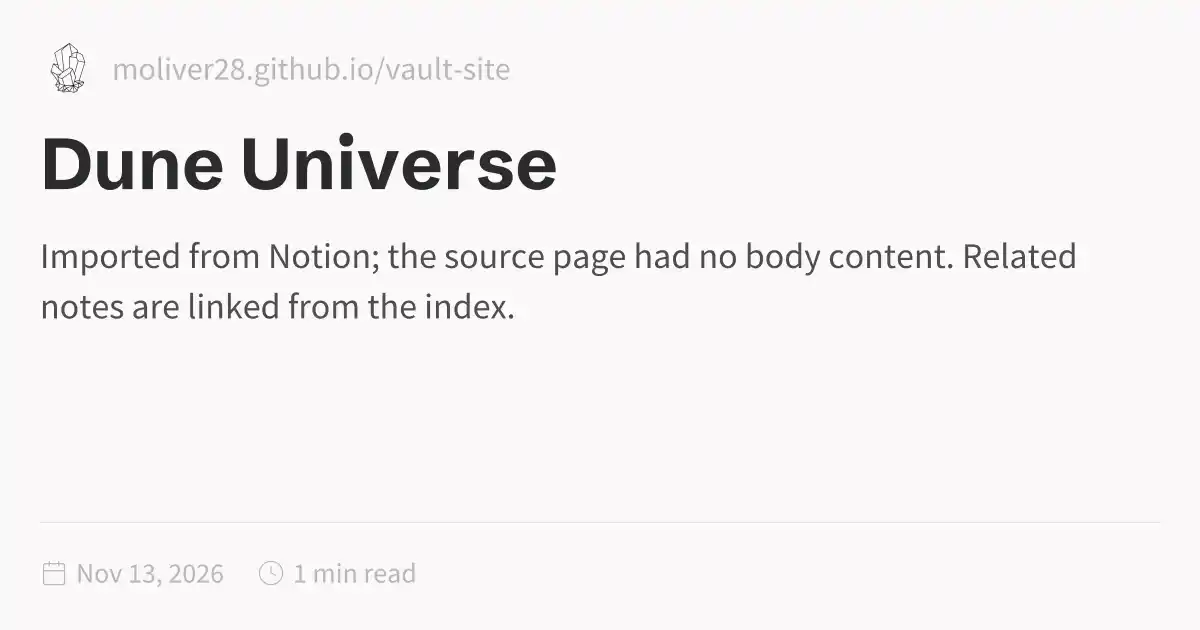 moliver28.github.io/vault-site
Dune Universe
Imported from Notion; the source page had no body content. Related
notes are linked from the index.
Nov 13, 2026 1 min read